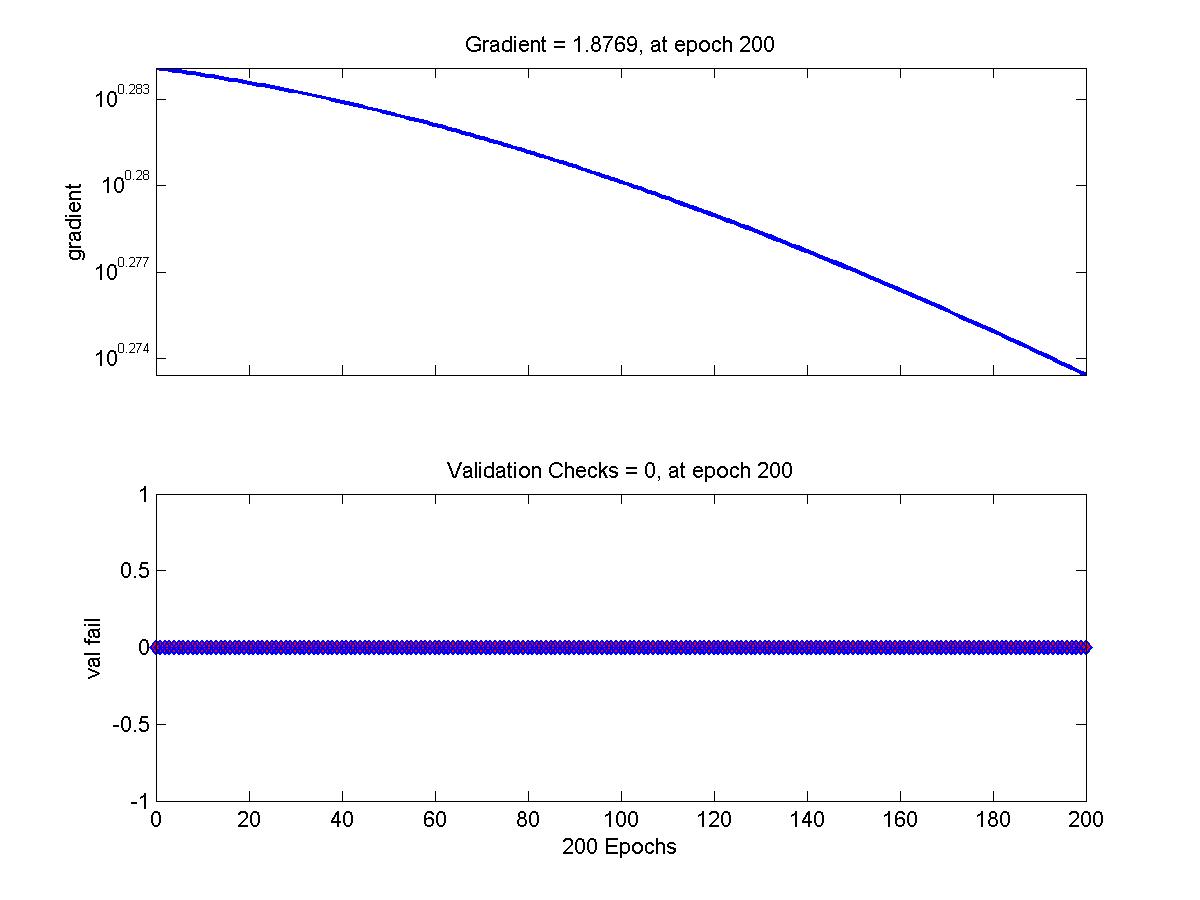 Gradient = 1.8769, at epoch 200
10^0.283
10^0.28
10^0.277
10^0.274
gradient
Validation Checks = 0, at epoch 200
1
0.5
0
-0.5
-1
val fail
0 20 40 60 80 100 120 140 160 180 200
200 Epochs